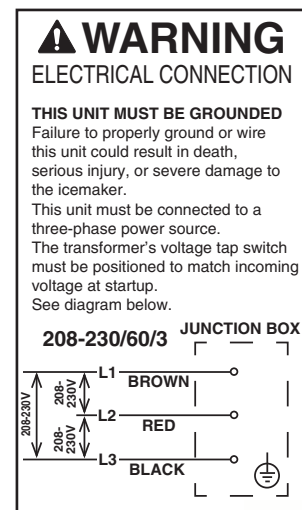 WARNING
ELECTRICAL CONNECTION
THIS UNIT MUST BE GROUNDED
Failure to properly ground or wire
this unit could result in death,
serious injury, or severe damage to
the icemaker.
This unit must be connected to a
three-phase power source.
The transformer's voltage tap switch
must be positioned to match incoming
voltage at startup.
See diagram below.
208-230/60/3 JUNCTION BOX
L1 BROWN
208-230V
208-
230V
L2 RED
208-
230V
L3 BLACK